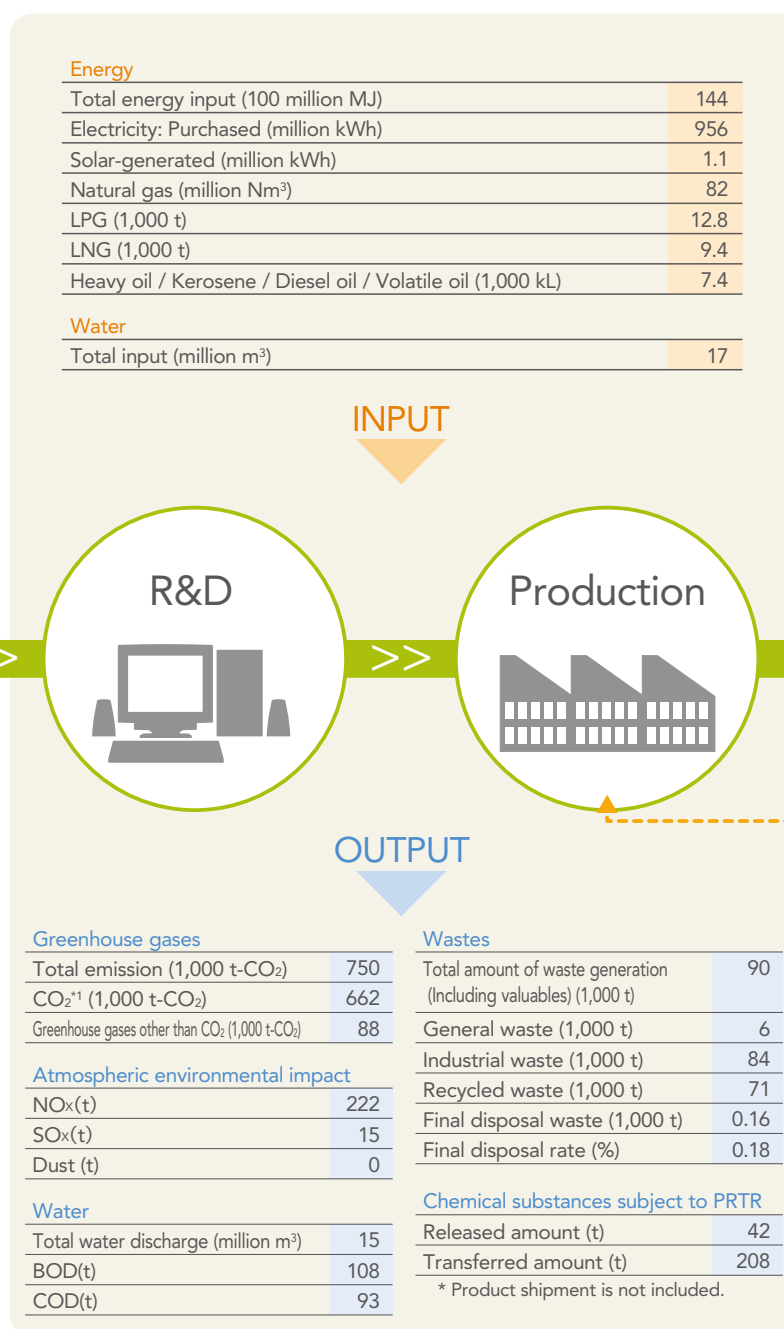 Energy
Total energy input (100 million MJ) 144
Electricity: Purchased (million kWh) 956
Solar-generated (million kWh) 1.1
Natural gas (million Nm³) 82
LPG (1,000 t) 12.8
LNG (1,000 t) 9.4
Heavy oil / Kerosene / Diesel oil / Volatile oil (1,000 kL) 7.4
Water
Total input (million m³) 17
INPUT
R&D
Production
> >>
OUTPUT
Greenhouse gases
Total emission (1,000 t-CO₂) 750
CO₂*¹ (1,000 t-CO₂) 662
Greenhouse gases other than CO₂ (1,000 t-CO₂) 88
Atmospheric environmental impact
NOx(t) 222
SOx(t) 15
Dust (t) 0
Water
Total water discharge (million m³) 15
BOD(t) 108
COD(t) 93
Wastes
Total amount of waste generation 90
(Including valuables) (1,000 t)
General waste (1,000 t) 6
Industrial waste (1,000 t) 84
Recycled waste (1,000 t) 71
Final disposal waste (1,000 t) 0.16
Final disposal rate (%) 0.18
Chemical substances subject to PRTR
Released amount (t) 42
Transferred amount (t) 208
* Product shipment is not included.